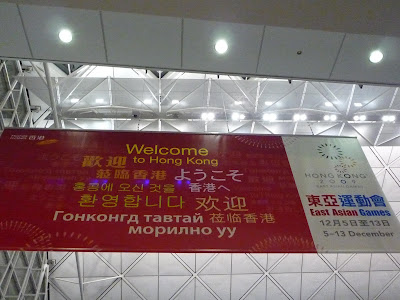 Welcome
to Hong Kong
歡迎
蒞臨香港 ようこそ
홍콩에 오신 것을 香港へ
환영합니다 欢迎
Гонконгд тавтай 莅临香港
морилно уу
HONG KONG
2009
EAST ASIAN GAMES
東亞運動會
East Asian Games
12月5日至13日
5-13 December